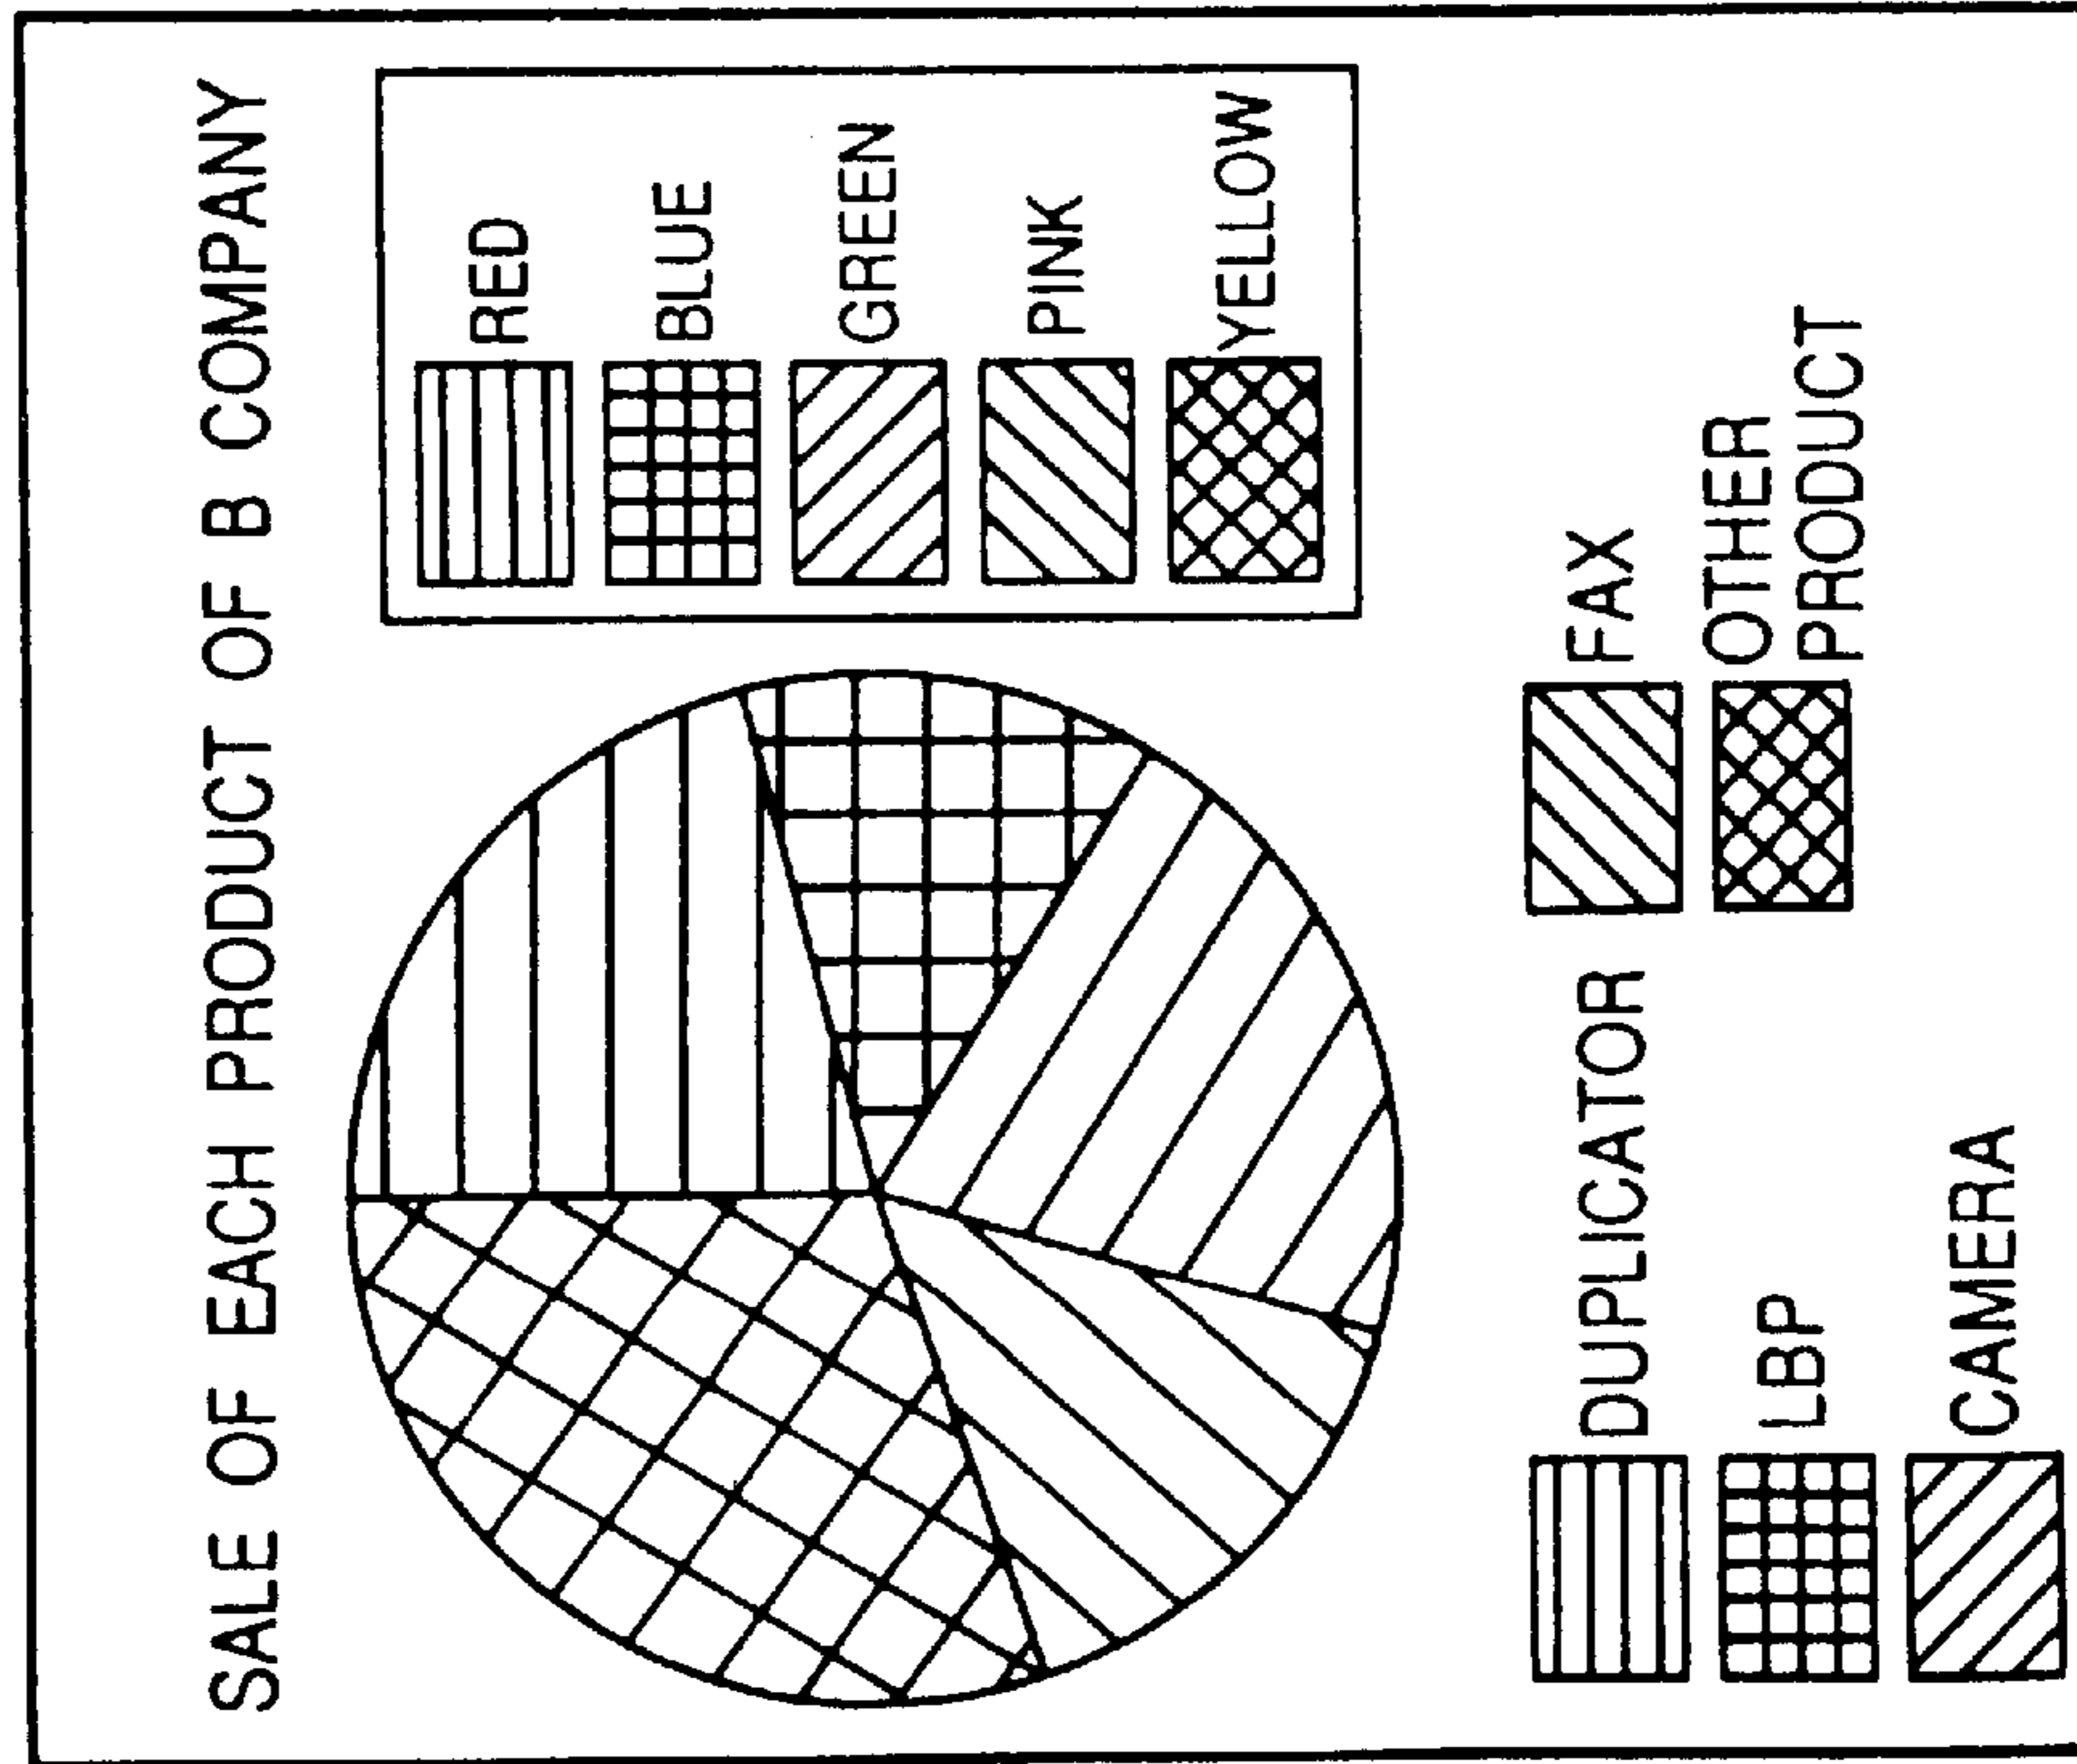 SALE OF EACH PRODUCT OF B COMPANY
RED
BLUE
GREEN
PINK
YELLOW
DUPLICATOR
FAX
LBP
OTHER
PRODUCT
CAMERA